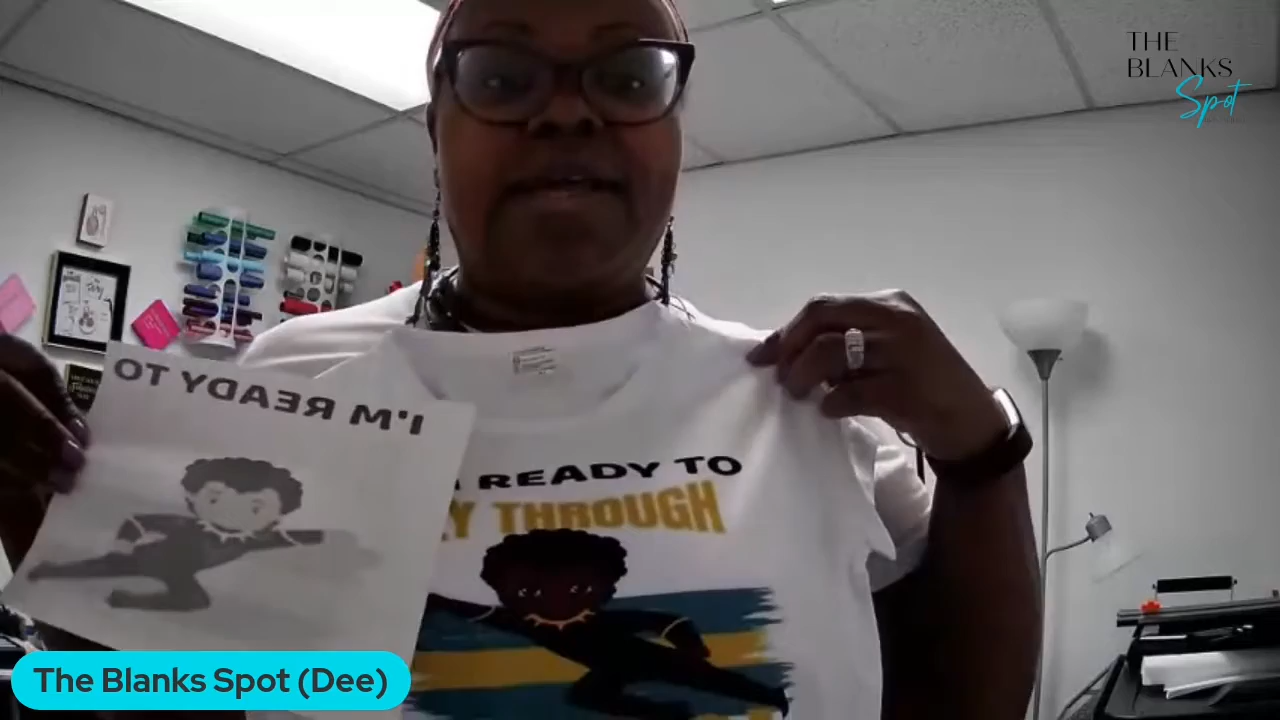 THE
BLANKS
Spot
I'M READY TO
READY TO
THROUGH
The Blanks Spot (Dee)